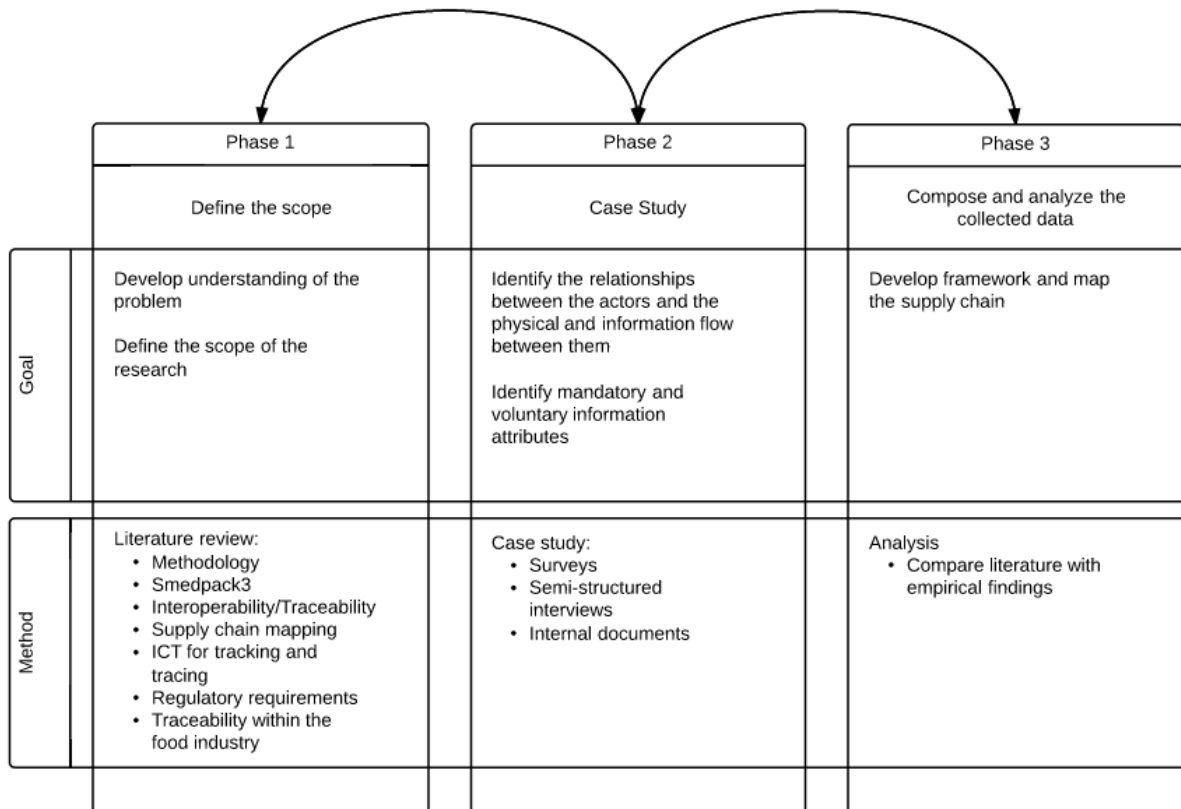 Phase 1
Phase 2
Phase 3
Define the scope
Case Study
Compose and analyze the
collected data
Goal
Develop understanding of the
problem
Define the scope of the
research
Identify the relationships
between the actors and the
physical and information flow
between them
Identify mandatory and
voluntary information
attributes
Develop framework and map
the supply chain
Method
Literature review:
• Methodology
• Smedpack3
• Interoperability/Traceability
• Supply chain mapping
• ICT for tracking and
tracing
• Regulatory requirements
• Traceability within the
food industry
Case study:
• Surveys
• Semi-structured
interviews
• Internal documents
Analysis
• Compare literature with
empirical findings